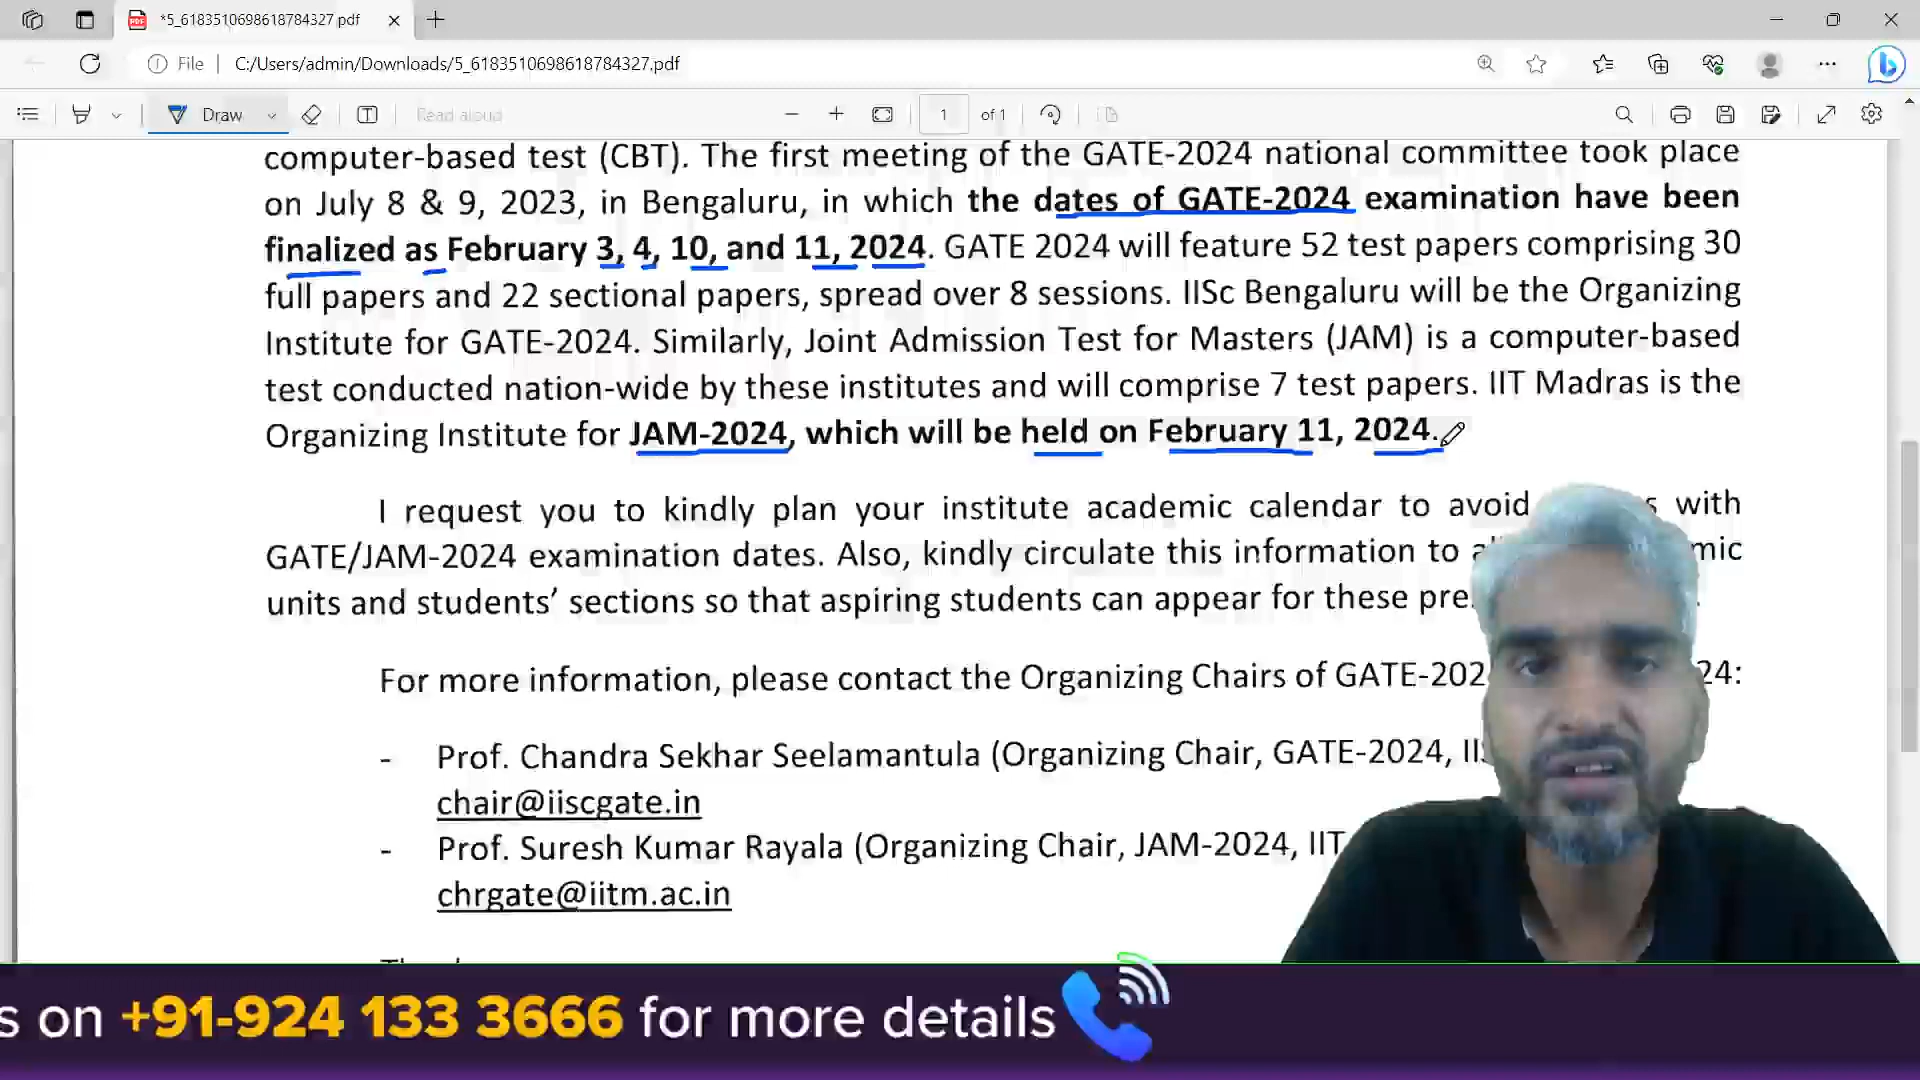 *5_6183510698618784327.pdf
File
C:/Users/admin/Downloads/5_6183510698618784327.pdf
Draw
Read aloud
1
of 1
computer-based test (CBT). The first meeting of the GATE-2024 national committee took place
on July 8 & 9, 2023, in Bengaluru, in which the dates of GATE-2024 examination have been
finalized as February 3, 4, 10, and 11, 2024. GATE 2024 will feature 52 test papers comprising 30
full papers and 22 sectional papers, spread over 8 sessions. IISc Bengaluru will be the Organizing
Institute for GATE-2024. Similarly, Joint Admission Test for Masters (JAM) is a computer-based
test conducted nation-wide by these institutes and will comprise 7 test papers. IIT Madras is the
Organizing Institute for JAM-2024, which will be held on February 11, 2024.
I request you to kindly plan your institute academic calendar to avoid with
GATE/JAM-2024 examination dates. Also, kindly circulate this information to
units and students' sections so that aspiring students can appear for these
For more information, please contact the Organizing Chairs of 24:
- Prof. Chandra Sekhar Seelamantula (Organizing Chair, GATE-2024,
chair@iiscgate.in
- Prof. Suresh Kumar Rayala (Organizing Chair, JAM-2024, IIT
chrgate@iitm.ac.in
s on +91-924 133 3666 for more details